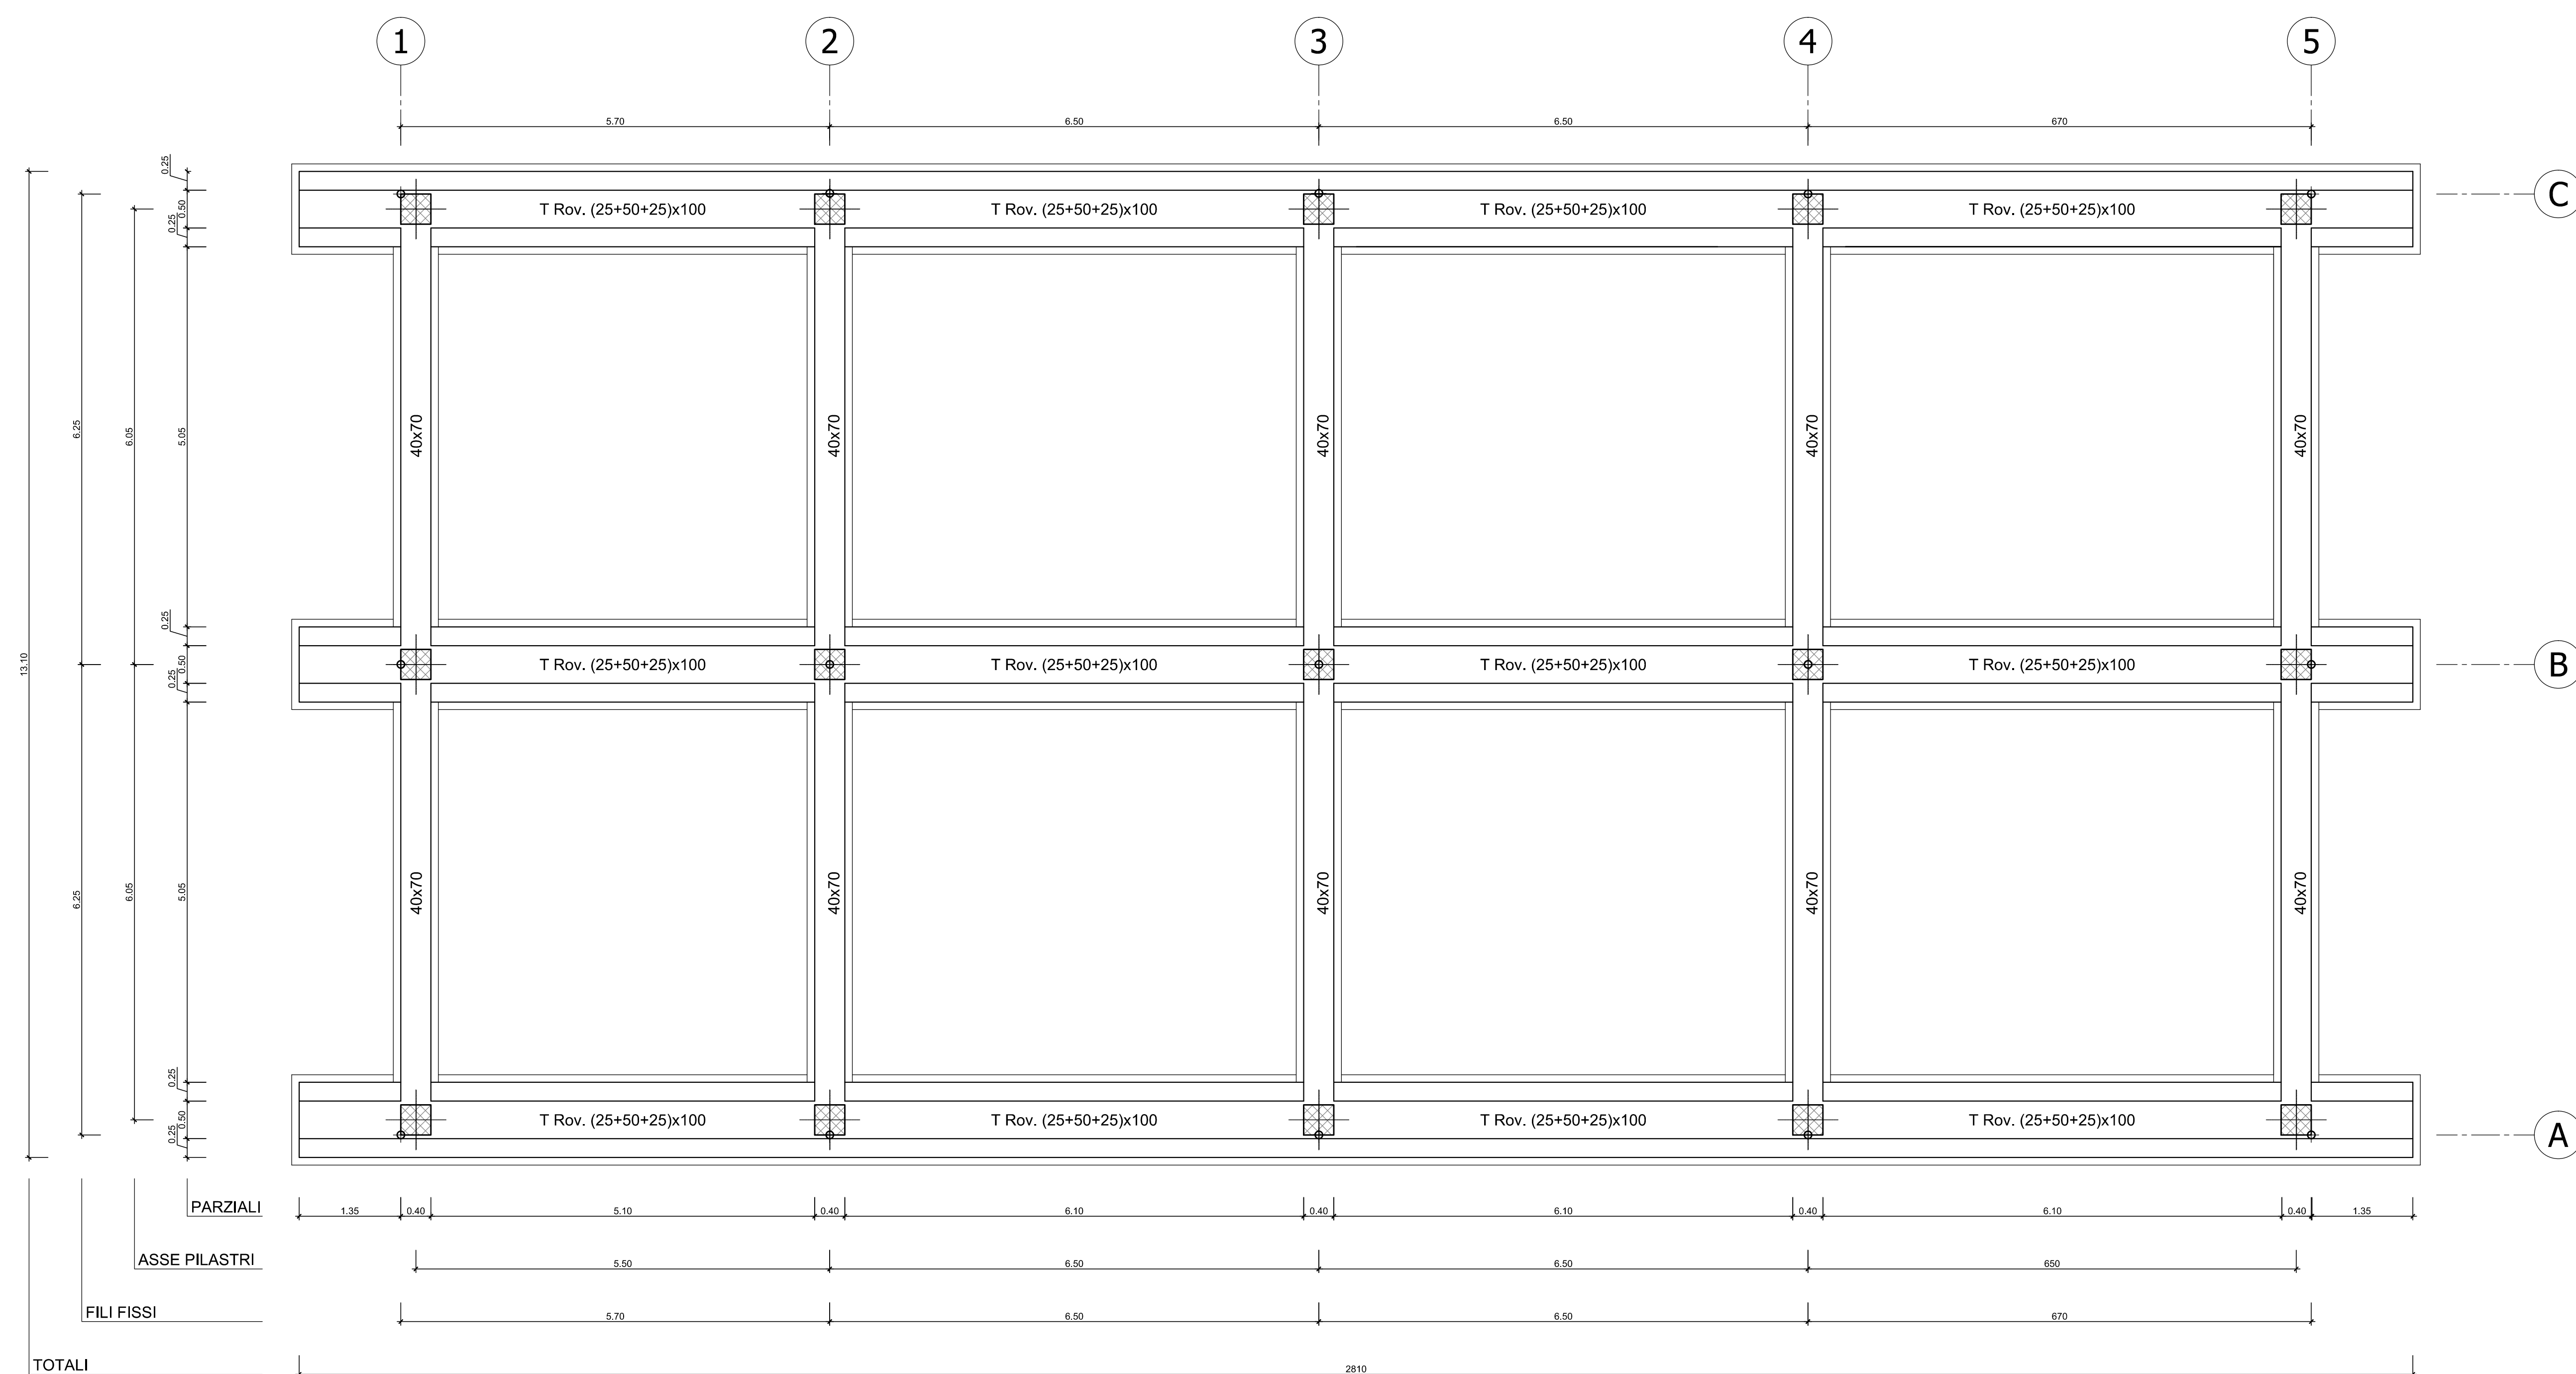 1 2 3 4 5
5.70 6.50 6.50 670
0.25
T Rov. (25+50+25)x100 T Rov. (25+50+25)x100 T Rov. (25+50+25)x100 T Rov. (25+50+25)x100
C
0.50
0.25
6.25 6.05 5.05
40x70 40x70 40x70 40x70 40x70
0.25
13.10
0.50
0.25
T Rov. (25+50+25)x100 T Rov. (25+50+25)x100 T Rov. (25+50+25)x100 T Rov. (25+50+25)x100
B
6.25 6.05 5.05
40x70 40x70 40x70 40x70 40x70
0.25
0.50
0.25
T Rov. (25+50+25)x100 T Rov. (25+50+25)x100 T Rov. (25+50+25)x100 T Rov. (25+50+25)x100
A
PARZIALI
1.35 0.40 5.10 0.40 6.10 0.40 6.10 0.40 6.10 0.40 1.35
ASSE PILASTRI
5.50 6.50 6.50 650
FILI FISSI
5.70 6.50 6.50 670
TOTALI
2810